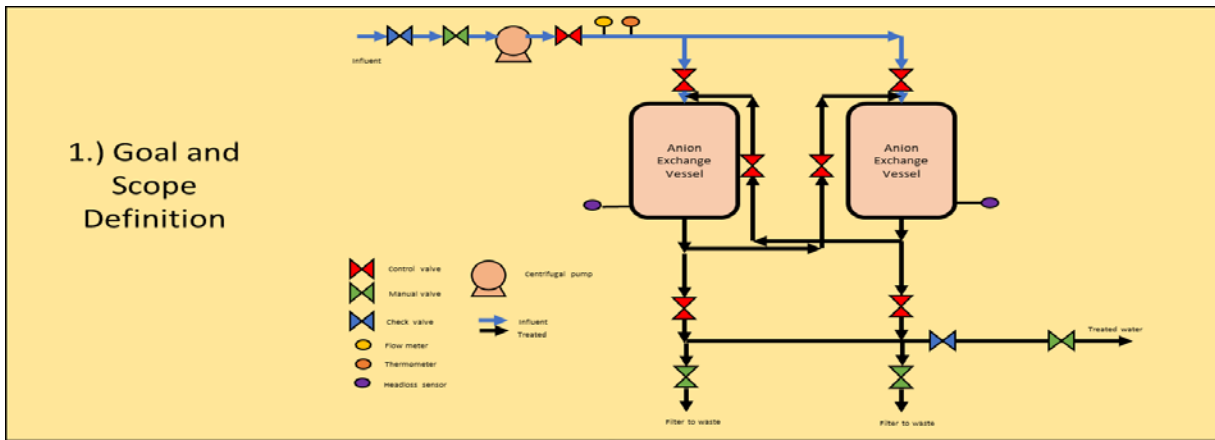 1.) Goal and
Scope
Definition
Influent
Anion
Exchange
Vessel
Anion
Exchange
Vessel
Control valve
Centrifugal pump
Manual valve
Check valve
Influent
Treated
Flow meter
Thermometer
Headloss sensor
Treated water
Filter to waste
Filter to waste